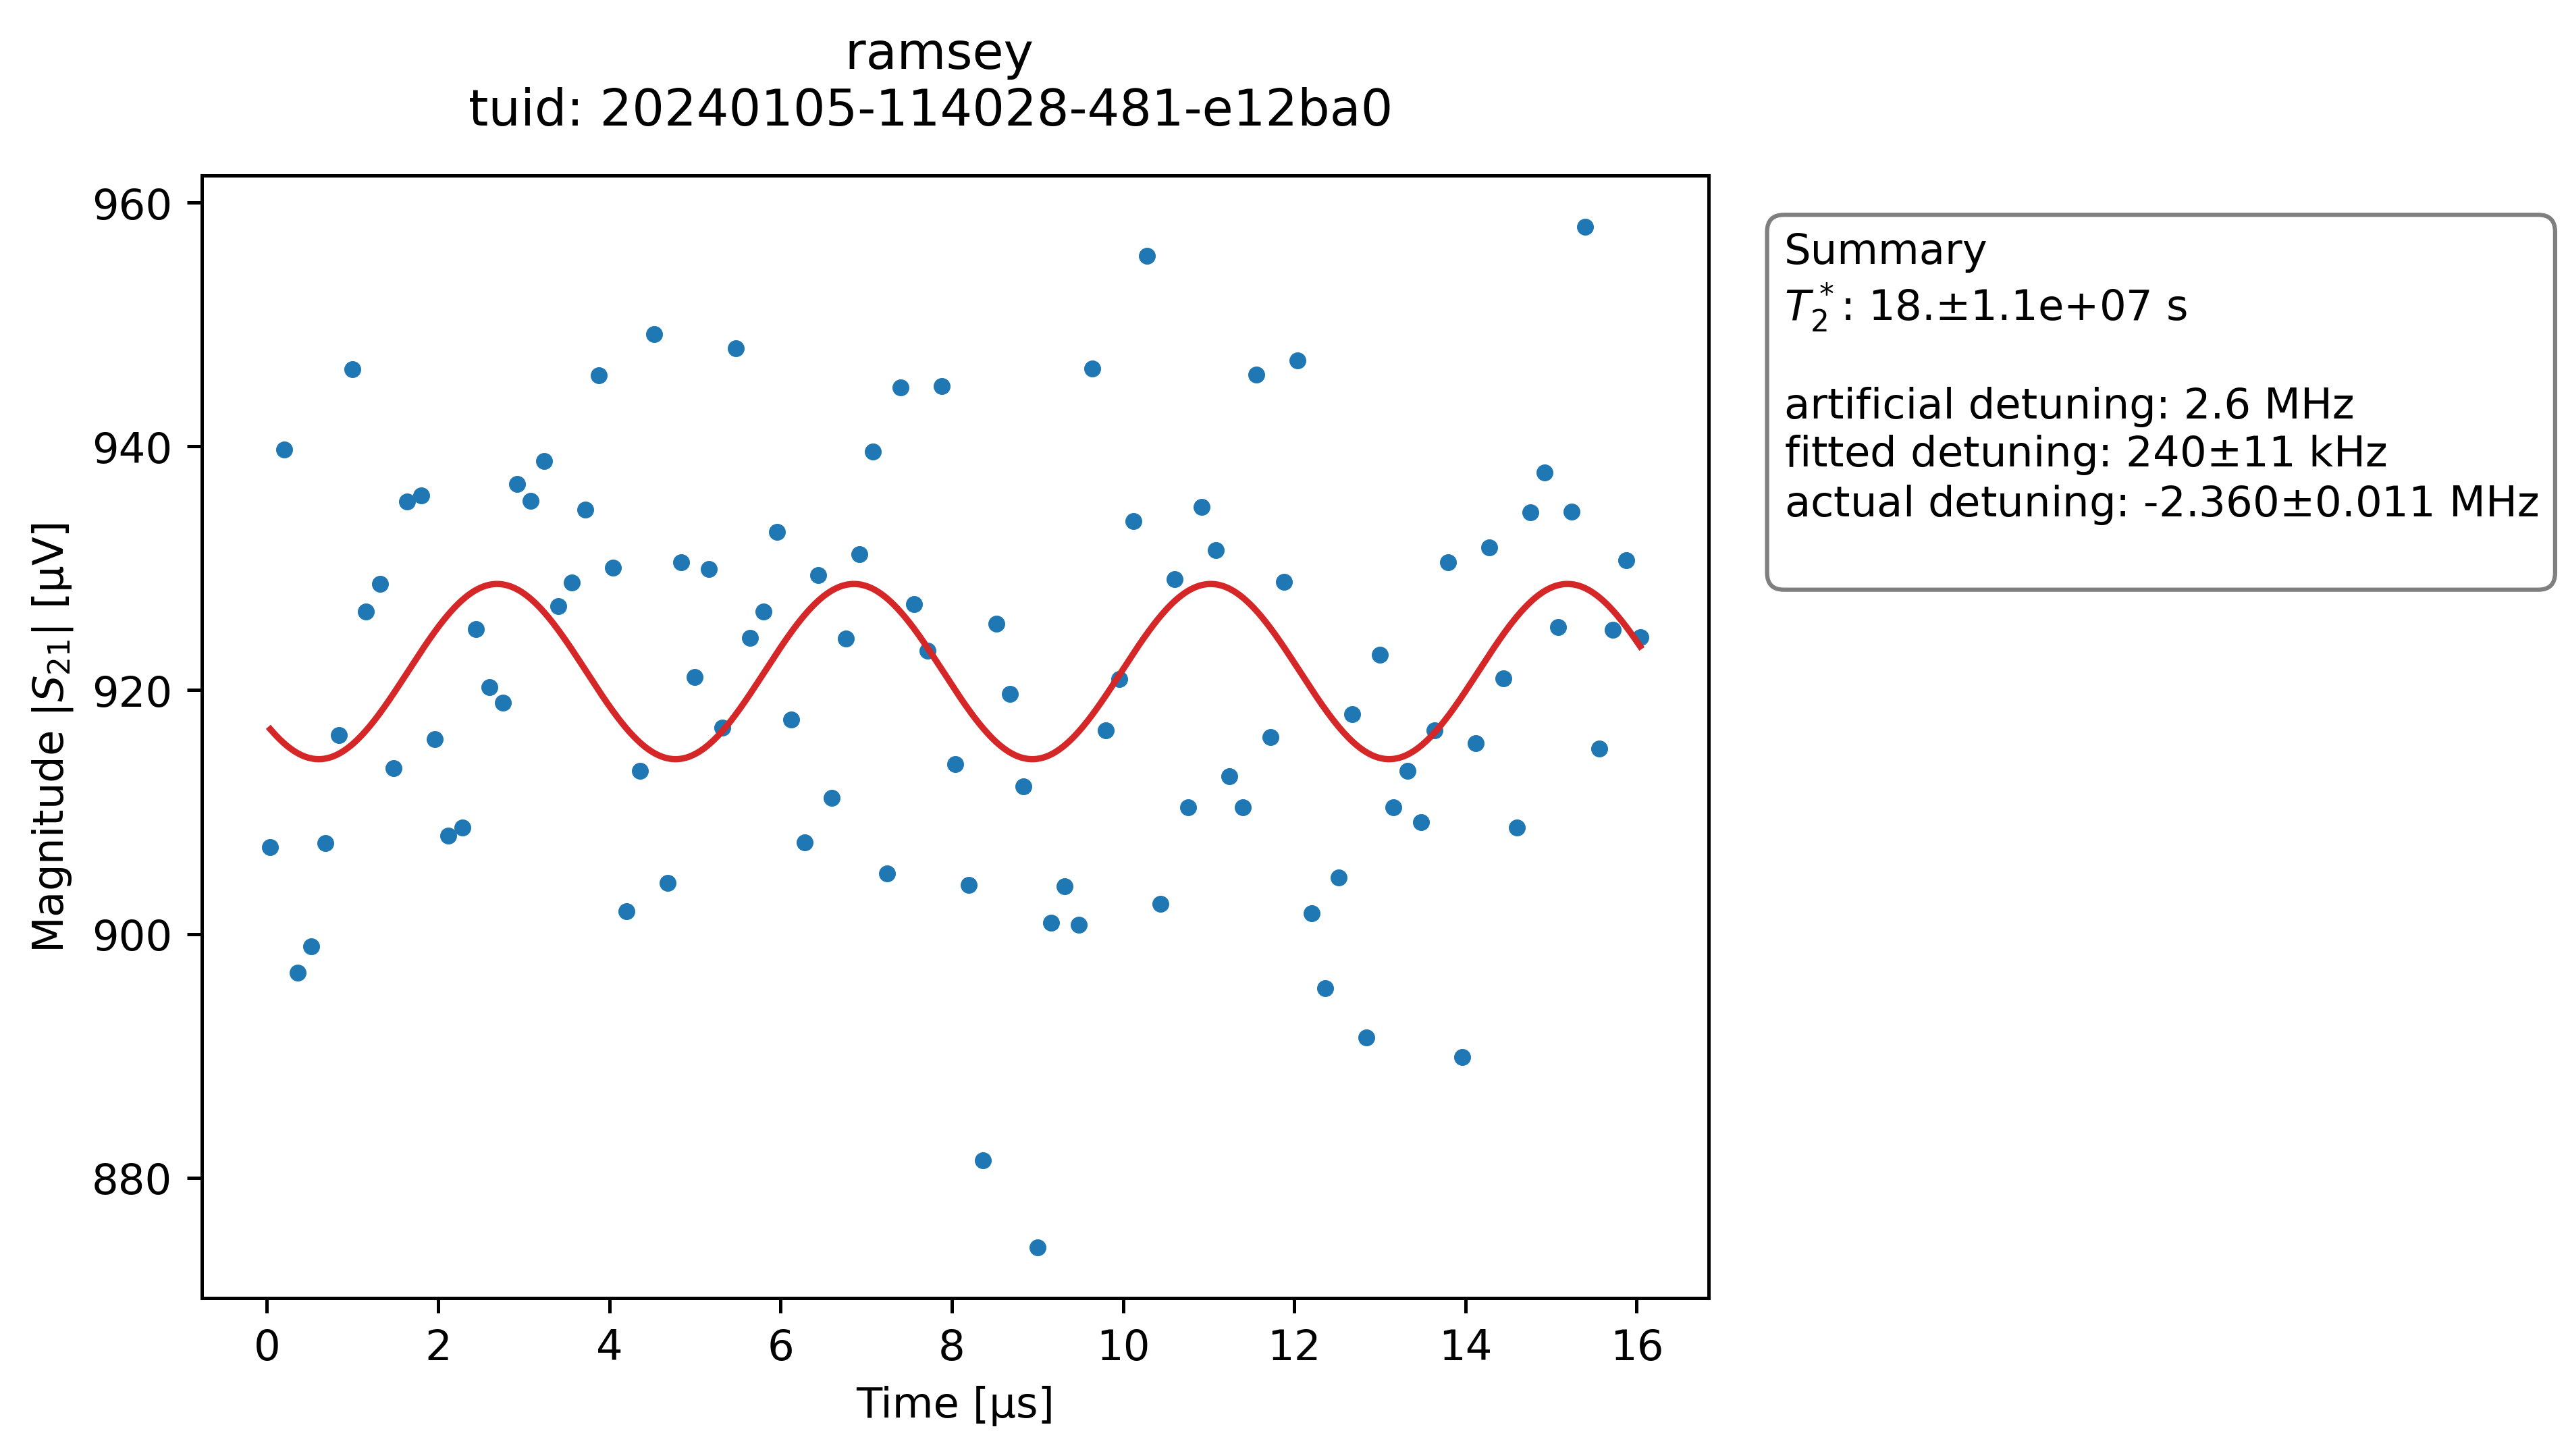 ramsey
tuid: 20240105-114028-481-e12ba0
960
940
920
900
880
Magnitude |S21| [µV]
0 2 4 6 8 10 12 14 16
Time [µs]
Summary
T2*: 18.±1.1e+07 s
artificial detuning: 2.6 MHz
fitted detuning: 240±11 kHz
actual detuning: -2.360±0.011 MHz